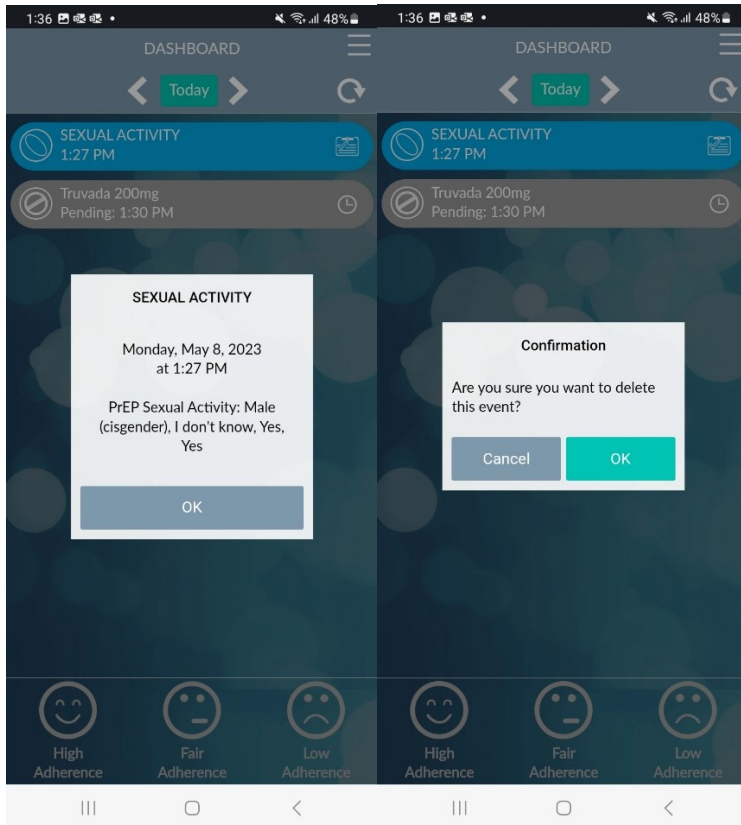 1:36
48%
DASHBOARD
Today
SEXUAL ACTIVITY
1:27 PM
Truvada 200mg
Pending: 1:30 PM
SEXUAL ACTIVITY
Monday, May 8, 2023
at 1:27 PM
PrEP Sexual Activity: Male
(cisgender), I don't know, Yes,
Yes
OK
High
Adherence
Fair
Adherence
Low
Adherence
1:36
48%
DASHBOARD
Today
SEXUAL ACTIVITY
1:27 PM
Truvada 200mg
Pending: 1:30 PM
Confirmation
Are you sure you want to delete
this event?
Cancel
OK
High
Adherence
Fair
Adherence
Low
Adherence